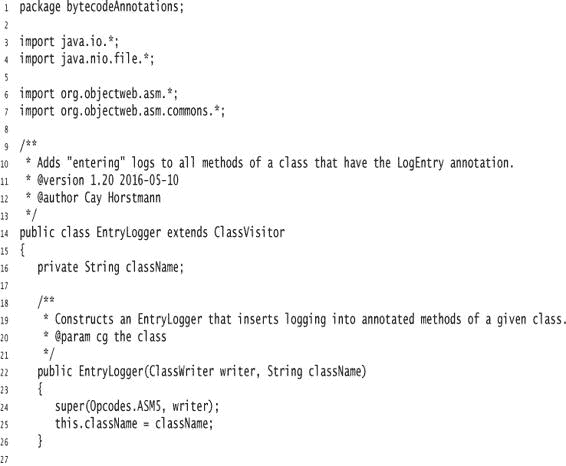 1 package bytecodeAnnotations;
2
3 import java.io.*;
4 import java.nio.file.*;
5
6 import org.objectweb.asm.*;
7 import org.objectweb.asm.commons.*;
8
9 /**
10  * Adds "entering" logs to all methods of a class that have the LogEntry annotation.
11  * @version 1.20 2016-05-10
12  * @author Cay Horstmann
13  */
14 public class EntryLogger extends ClassVisitor
15 {
16    private String className;
17
18    /**
19     * Constructs an EntryLogger that inserts logging into annotated methods of a given class.
20     * @param cg the class
21     */
22    public EntryLogger(ClassWriter writer, String className)
23    {
24       super(Opcodes.ASM5, writer);
25       this.className = className;
26    }
27